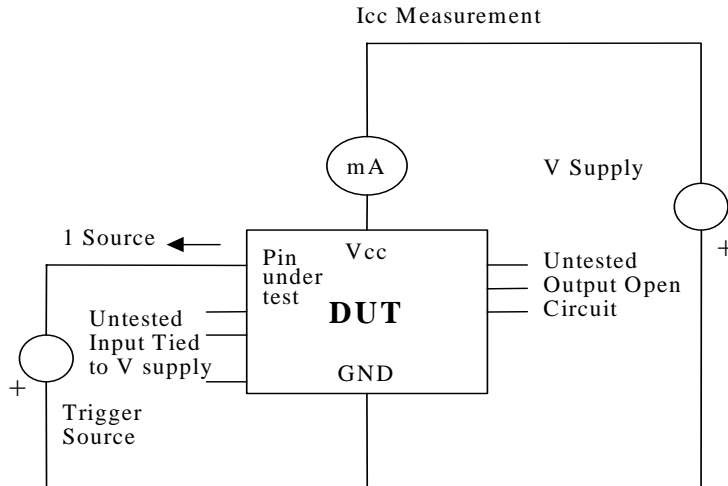 Icc Measurement
mA
V Supply
+
1 Source
Vcc
Pin
under
test
DUT
GND
Untested
Output Open
Circuit
Untested
Input Tied
to V supply
+
Trigger
Source